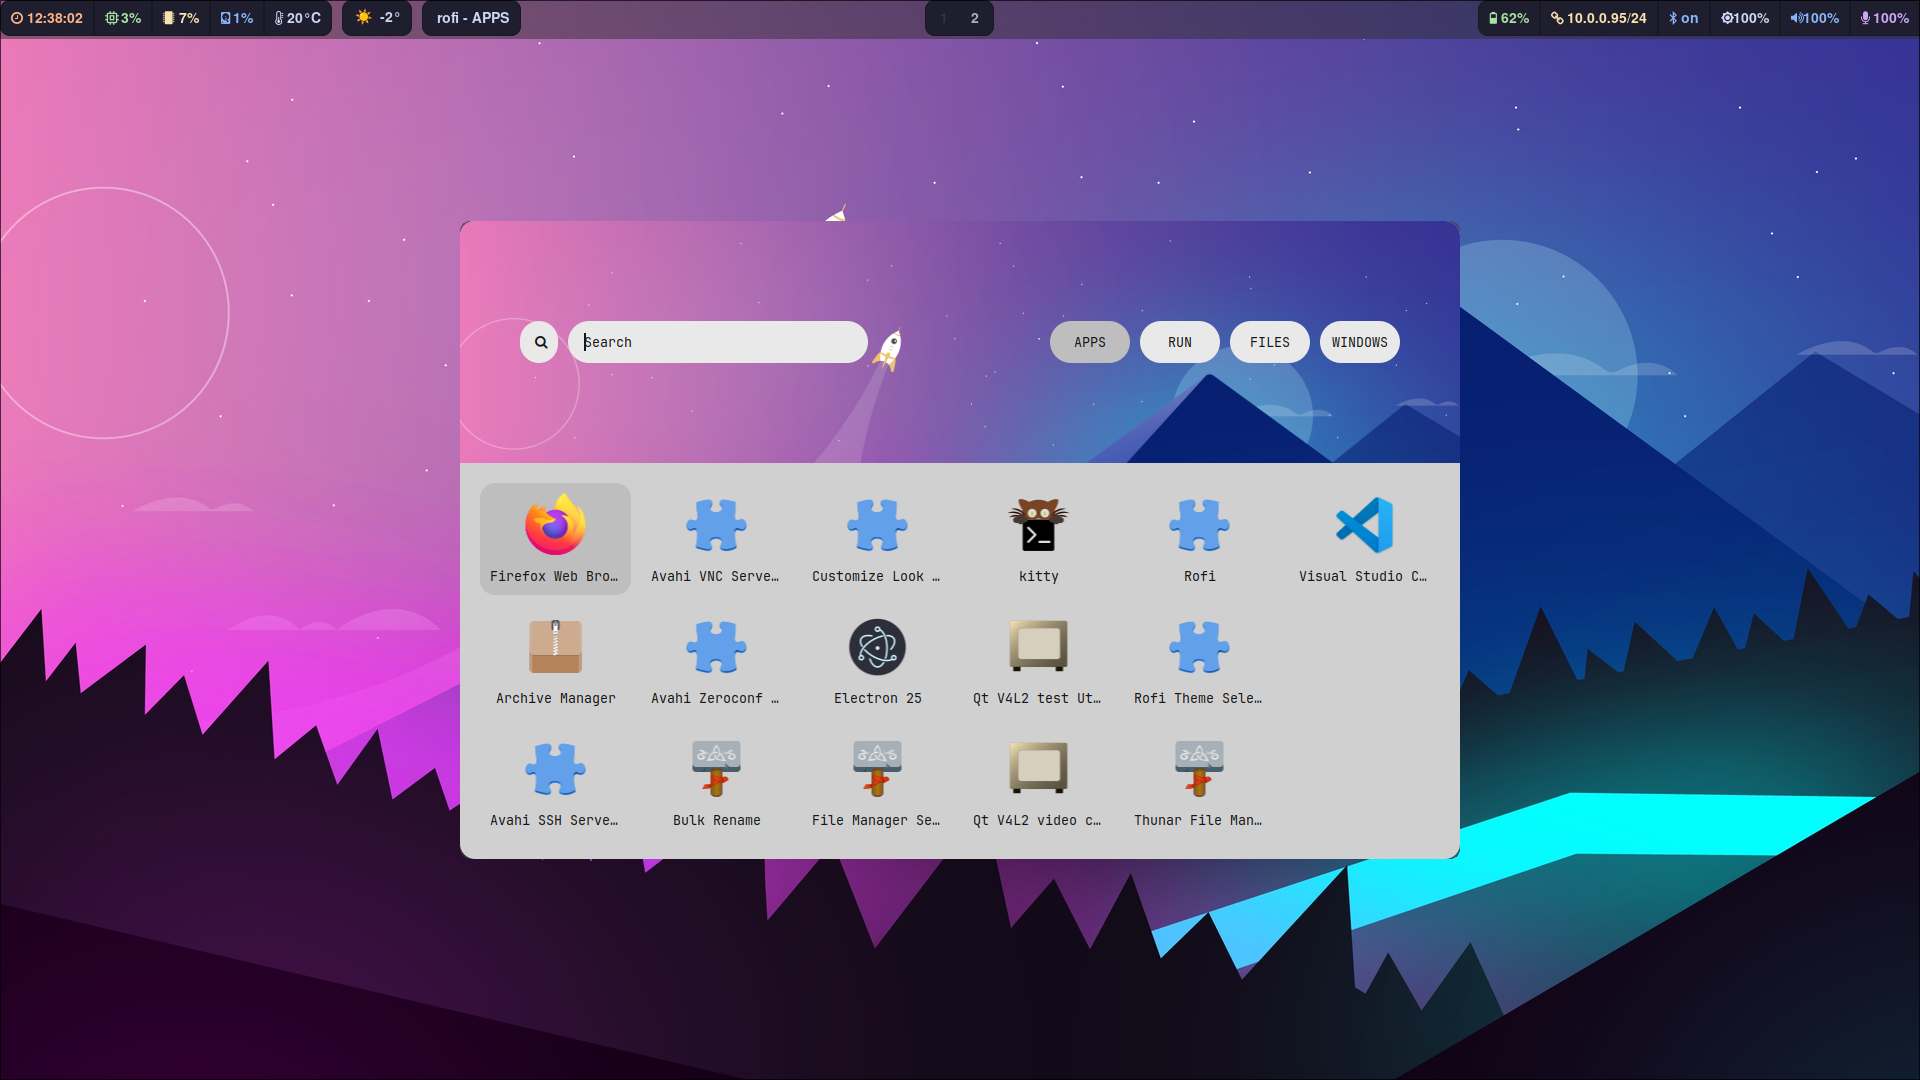 12:38:02 3% 7% 1% 20°C -2° rofi - APPS 1 2 62% 10.0.0.95/24 on 100% 100% 100%
Search APPS RUN FILES WINDOWS
Firefox Web Bro… Avahi VNC Serve… Customize Look … kitty Rofi Visual Studio C…
Archive Manager Avahi Zeroconf … Electron 25 Qt V4L2 test Ut… Rofi Theme Sele…
Avahi SSH Serve… Bulk Rename File Manager Se… Qt V4L2 video c… Thunar File Man…